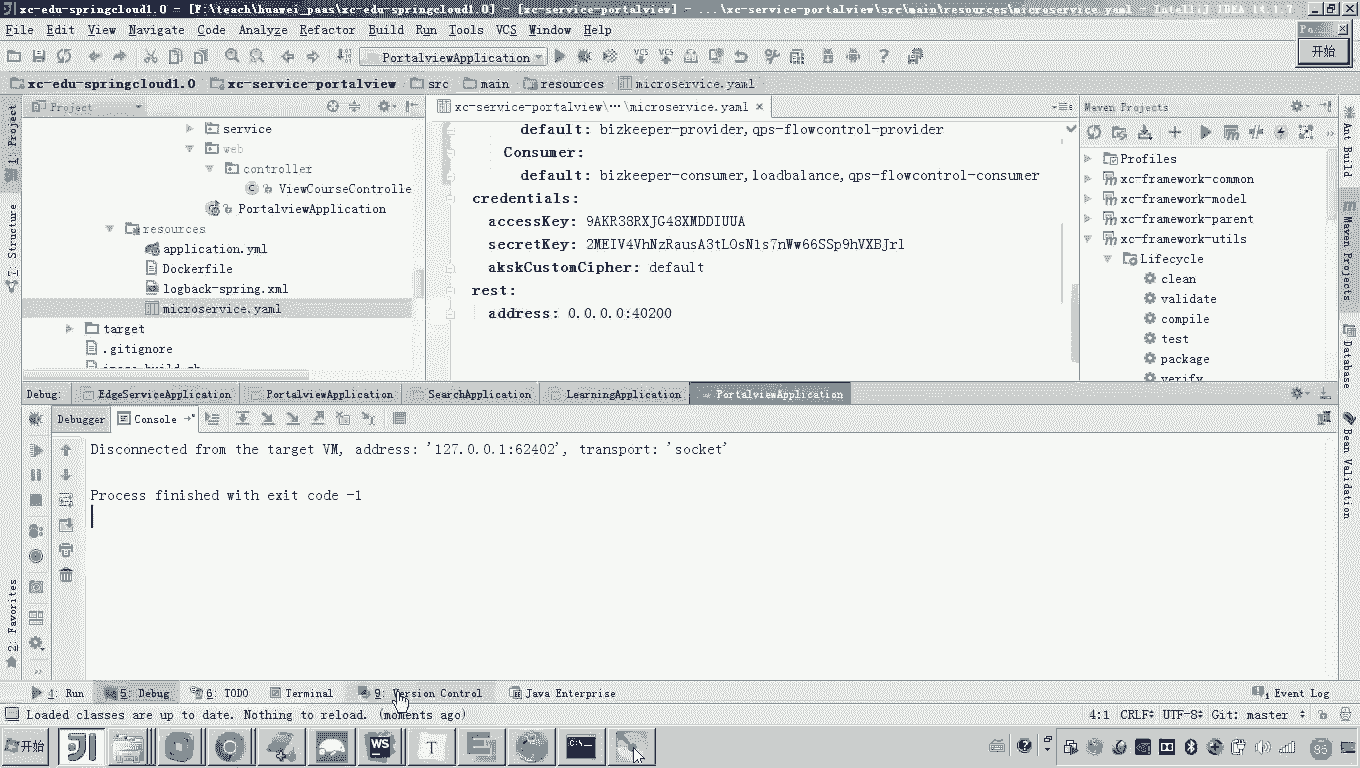 xc-edu-springcloud1.0 - [F:\teach\huawei_paas\xc-edu-springcloud1.0] - [xc-service-portalview] - ...\xc-service-portalview\src\main\resources\microservice.yaml - IntelliJ IDEA
File Edit View Navigate Code Analyze Refactor Build Run Tools VCS Window Help
开始
PortalviewApplication
xc-edu-springcloud1.0 xc-service-portalview src main resources microservice.yaml
Project
xc-service-portalview\...\microservice.yaml
Maven Projects
1: Project
7: Structure
2: Favorites
service
web
controller
ViewCourseControlle
PortalviewApplication
resources
application.yml
Dockerfile
logback-spring.xml
microservice.yaml
target
.gitignore
default: bizkeeper-provider,qps-flowcontrol-provider
Consumer:
default: bizkeeper-consumer,loadbalance,qps-flowcontrol-consumer
credentials:
accessKey: 9AKR38RXJG48XMDDIUUA
secretKey: 2MEIV4VhNzRausA3tLOsN1s7nWw66SSp9hVXBJrl
akskCustomCipher: default
rest:
address: 0.0.0.0:40200
Profiles
xc-framework-common
xc-framework-model
xc-framework-parent
xc-framework-utils
Lifecycle
clean
validate
compile
test
package
verify
Ant Build
Maven Projects
Database
Bean Validation
Debug: EdgeServiceApplication PortalviewApplication SearchApplication LearningApplication PortalviewApplication
Debugger Console
Disconnected from the target VM, address: '127.0.0.1:62402', transport: 'socket'
Process finished with exit code -1
4: Run 5: Debug 6: TODO Terminal 9: Version Control Java Enterprise 1 Event Log
Loaded classes are up to date. Nothing to reload. (moments ago)
4:1 CRLF UTF-8 Git: master
开始
WS
T
C:\